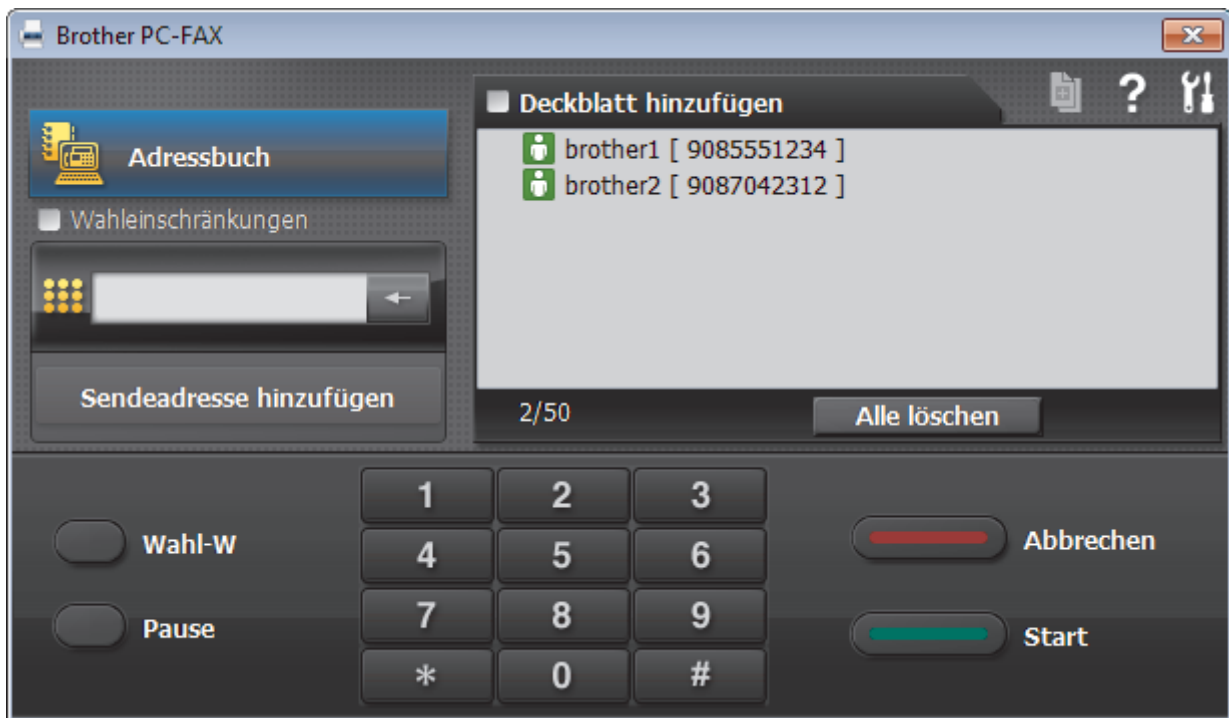 Brother PC-FAX
Adressbuch
Wahleinschränkungen
Sendeadresse hinzufügen
Deckblatt hinzufügen
?
brother1 [ 9085551234 ]
brother2 [ 9087042312 ]
2/50
Alle löschen
Wahl-W
Pause
1 2 3
4 5 6
7 8 9
* 0 #
Abbrechen
Start